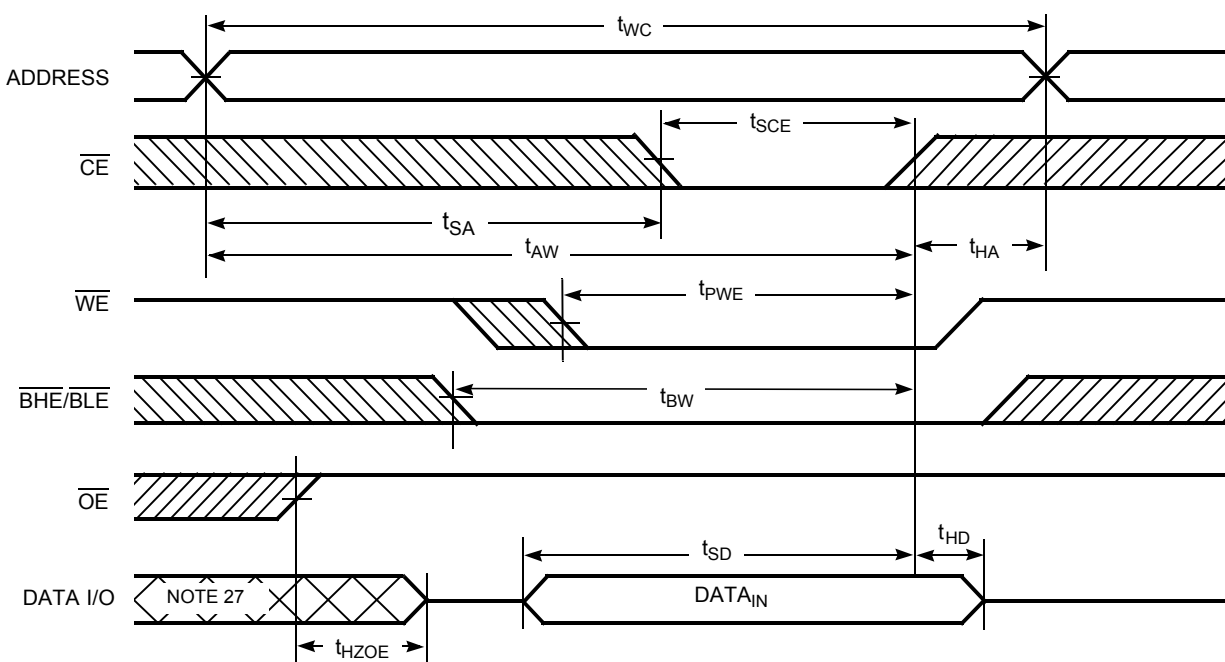 tWC
ADDRESS
tSCE
CE
tSA
tAW
tHA
WE
tPWE
BHE/BLE
tBW
OE
tHD
tSD
DATA I/O
NOTE 27
DATAIN
tHZOE